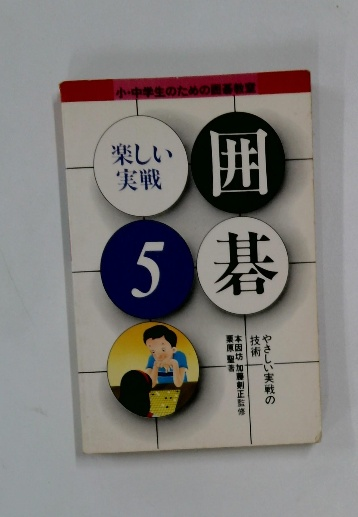 小・中学生のための囲碁教室
囲碁
楽しい
実戦
5
やさしい実戦の
技術
本因坊 加藤剣正監修
栗原 聖著